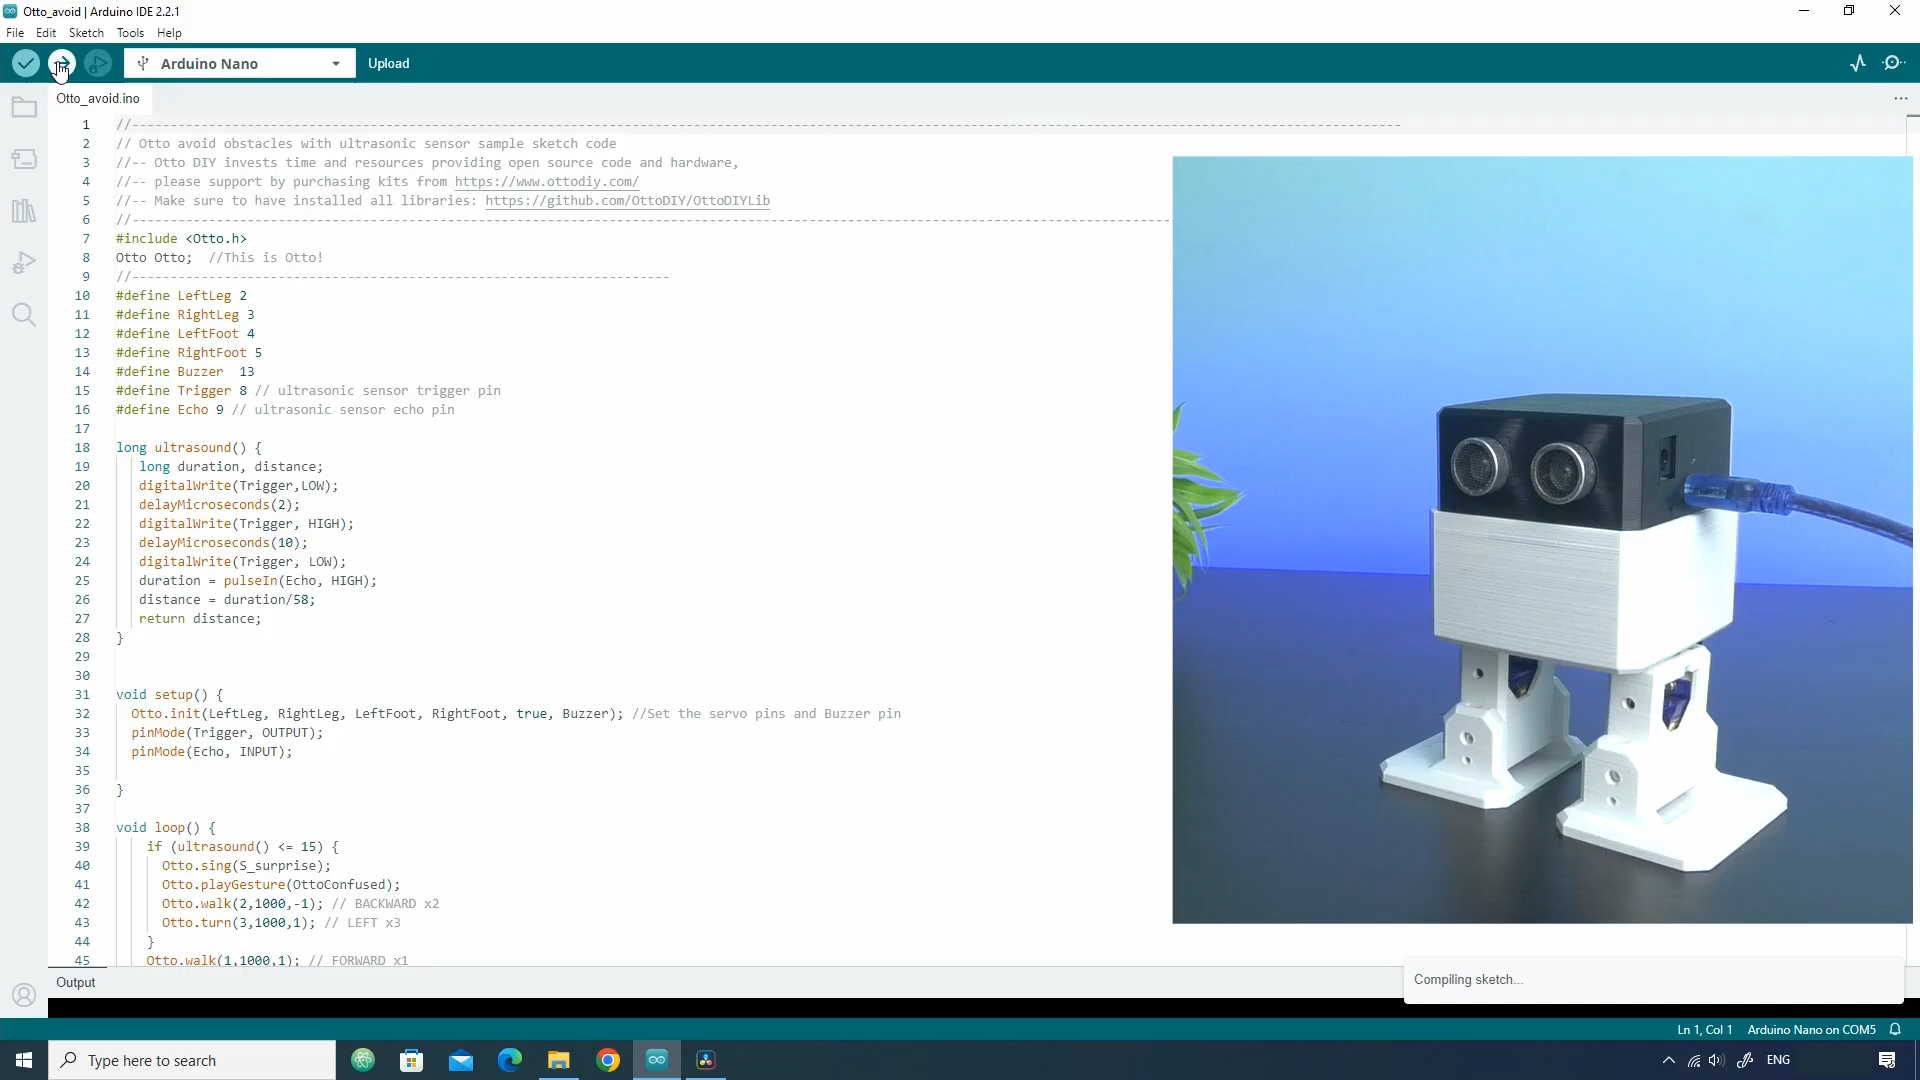 Otto_avoid | Arduino IDE 2.2.1
File Edit Sketch Tools Help
Arduino Nano Upload
Otto_avoid.ino
1 //------------------------------------------------------------------------
2 // Otto avoid obstacles with ultrasonic sensor sample sketch code
3 //-- Otto DIY invests time and resources providing open source code and hardware,
4 //-- please support by purchasing kits from https://www.ottodiy.com/
5 //-- Make sure to have installed all libraries: https://github.com/OttoDIY/OttoDIYLib
6 //------------------------------------------------------------------------
7 #include <Otto.h>
8 Otto Otto;  //This is Otto!
9 //----------------------------------------------------------------------
10 #define LeftLeg 2
11 #define RightLeg 3
12 #define LeftFoot 4
13 #define RightFoot 5
14 #define Buzzer  13
15 #define Trigger 8 // ultrasonic sensor trigger pin
16 #define Echo 9 // ultrasonic sensor echo pin
17
18 long ultrasound() {
19 long duration, distance;
20 digitalWrite(Trigger,LOW);
21 delayMicroseconds(2);
22 digitalWrite(Trigger, HIGH);
23 delayMicroseconds(10);
24 digitalWrite(Trigger, LOW);
25 duration = pulseIn(Echo, HIGH);
26 distance = duration/58;
27 return distance;
28 }
29
30
31 void setup() {
32 Otto.init(LeftLeg, RightLeg, LeftFoot, RightFoot, true, Buzzer); //Set the servo pins and Buzzer pin
33 pinMode(Trigger, OUTPUT);
34 pinMode(Echo, INPUT);
35
36 }
37
38 void loop() {
39 if (ultrasound() <= 15) {
40 Otto.sing(S_surprise);
41 Otto.playGesture(OttoConfused);
42 Otto.walk(2,1000,-1); // BACKWARD x2
43 Otto.turn(3,1000,1); // LEFT x3
44 }
45 Otto.walk(1,1000,1); // FORWARD x1
Output
Compiling sketch...
Ln 1, Col 1 Arduino Nano on COM5
Type here to search
ENG